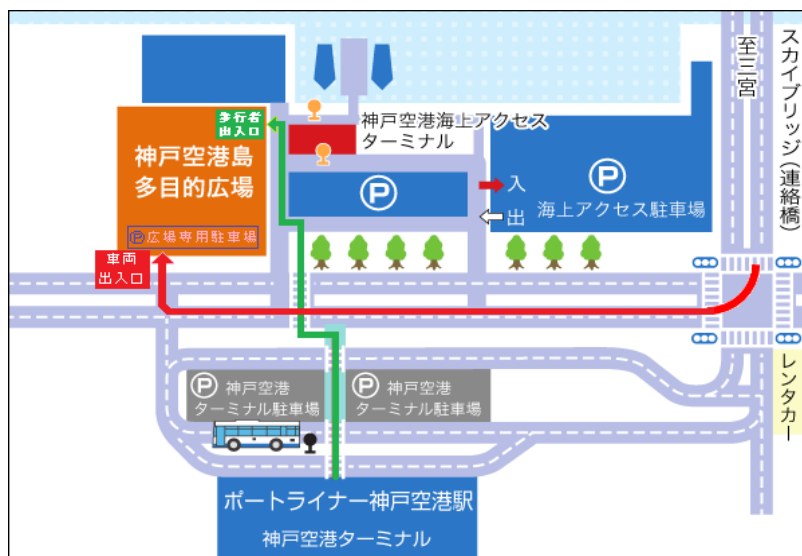 至三宮
スカイブリッジ(連絡橋)
歩行者
出入口
神戸空港海上アクセス
ターミナル
神戸空港島
多目的広場
P広場専用駐車場
P
入
出
P
海上アクセス駐車場
車両
出入口
P 神戸空港
ターミナル駐車場
P 神戸空港
ターミナル駐車場
レンタカー
ポートライナー神戸空港駅
神戸空港ターミナル